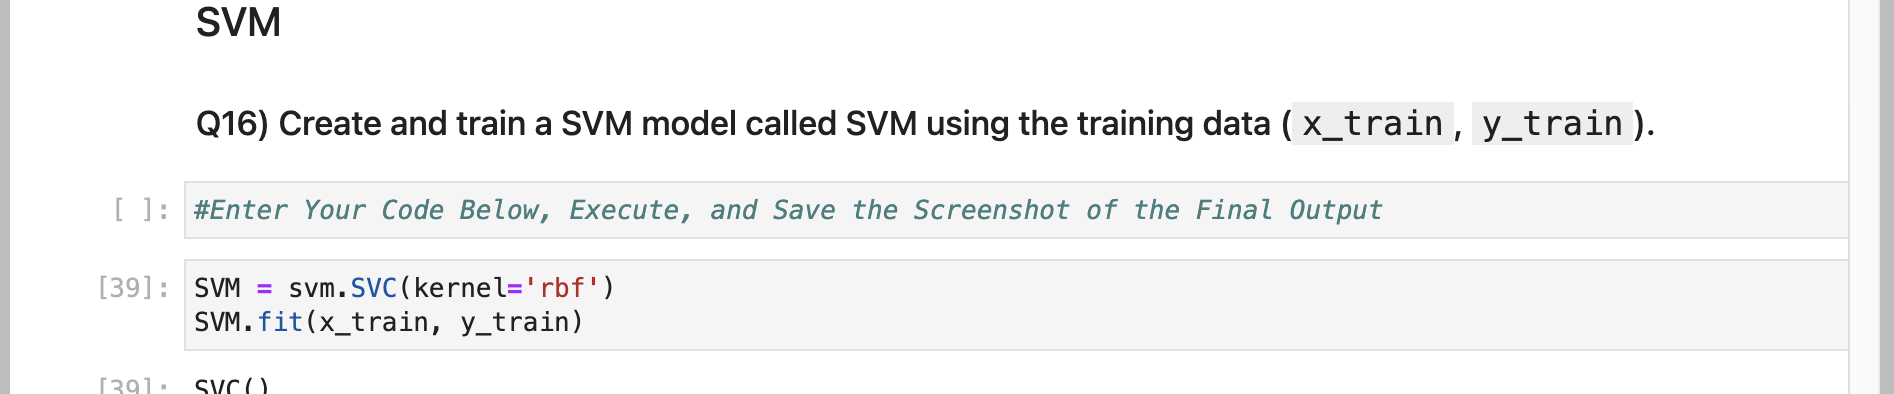 SVM
Q16) Create and train a SVM model called SVM using the training data ( x_train , y_train ).
[ ]: #Enter Your Code Below, Execute, and Save the Screenshot of the Final Output
[39]: SVM = svm.SVC(kernel='rbf')
SVM.fit(x_train, y_train)
[39]: SVC()